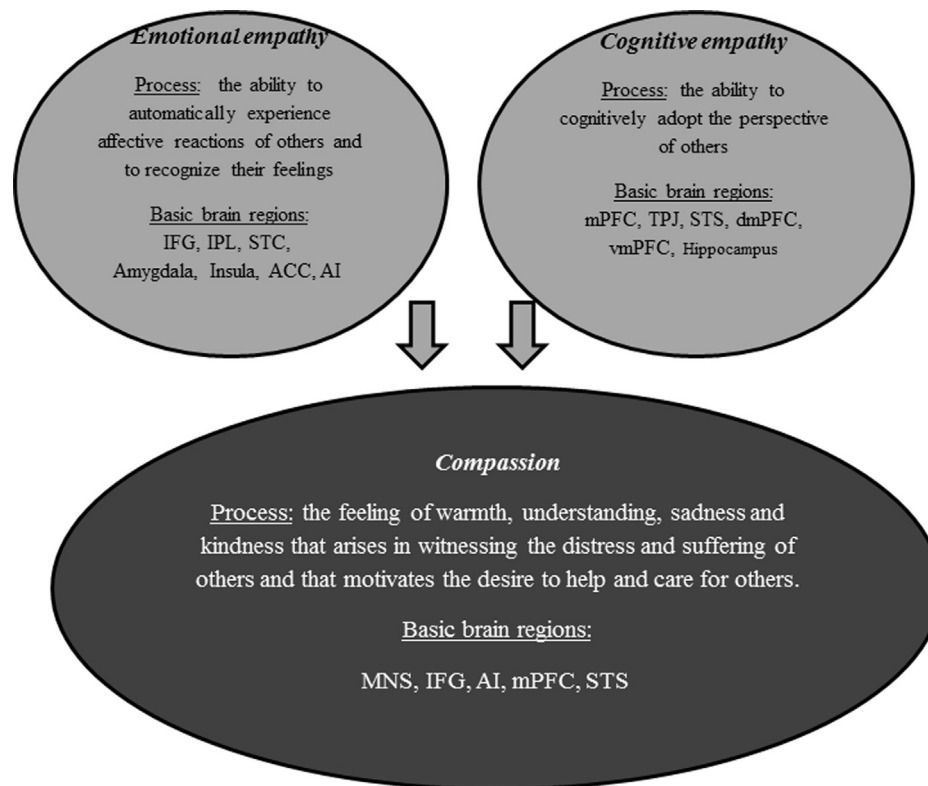 Emotional empathy
Process: the ability to
automatically experience
affective reactions of others and
to recognize their feelings
Basic brain regions:
IFG, IPL, STC,
Amygdala, Insula, ACC, AI
Cognitive empathy
Process: the ability to
cognitively adopt the perspective
of others
Basic brain regions:
mPFC, TPJ, STS, dmPFC,
vmPFC, Hippocampus
Compassion
Process: the feeling of warmth, understanding, sadness and
kindness that arises in witnessing the distress and suffering of
others and that motivates the desire to help and care for others.
Basic brain regions:
MNS, IFG, AI, mPFC, STS